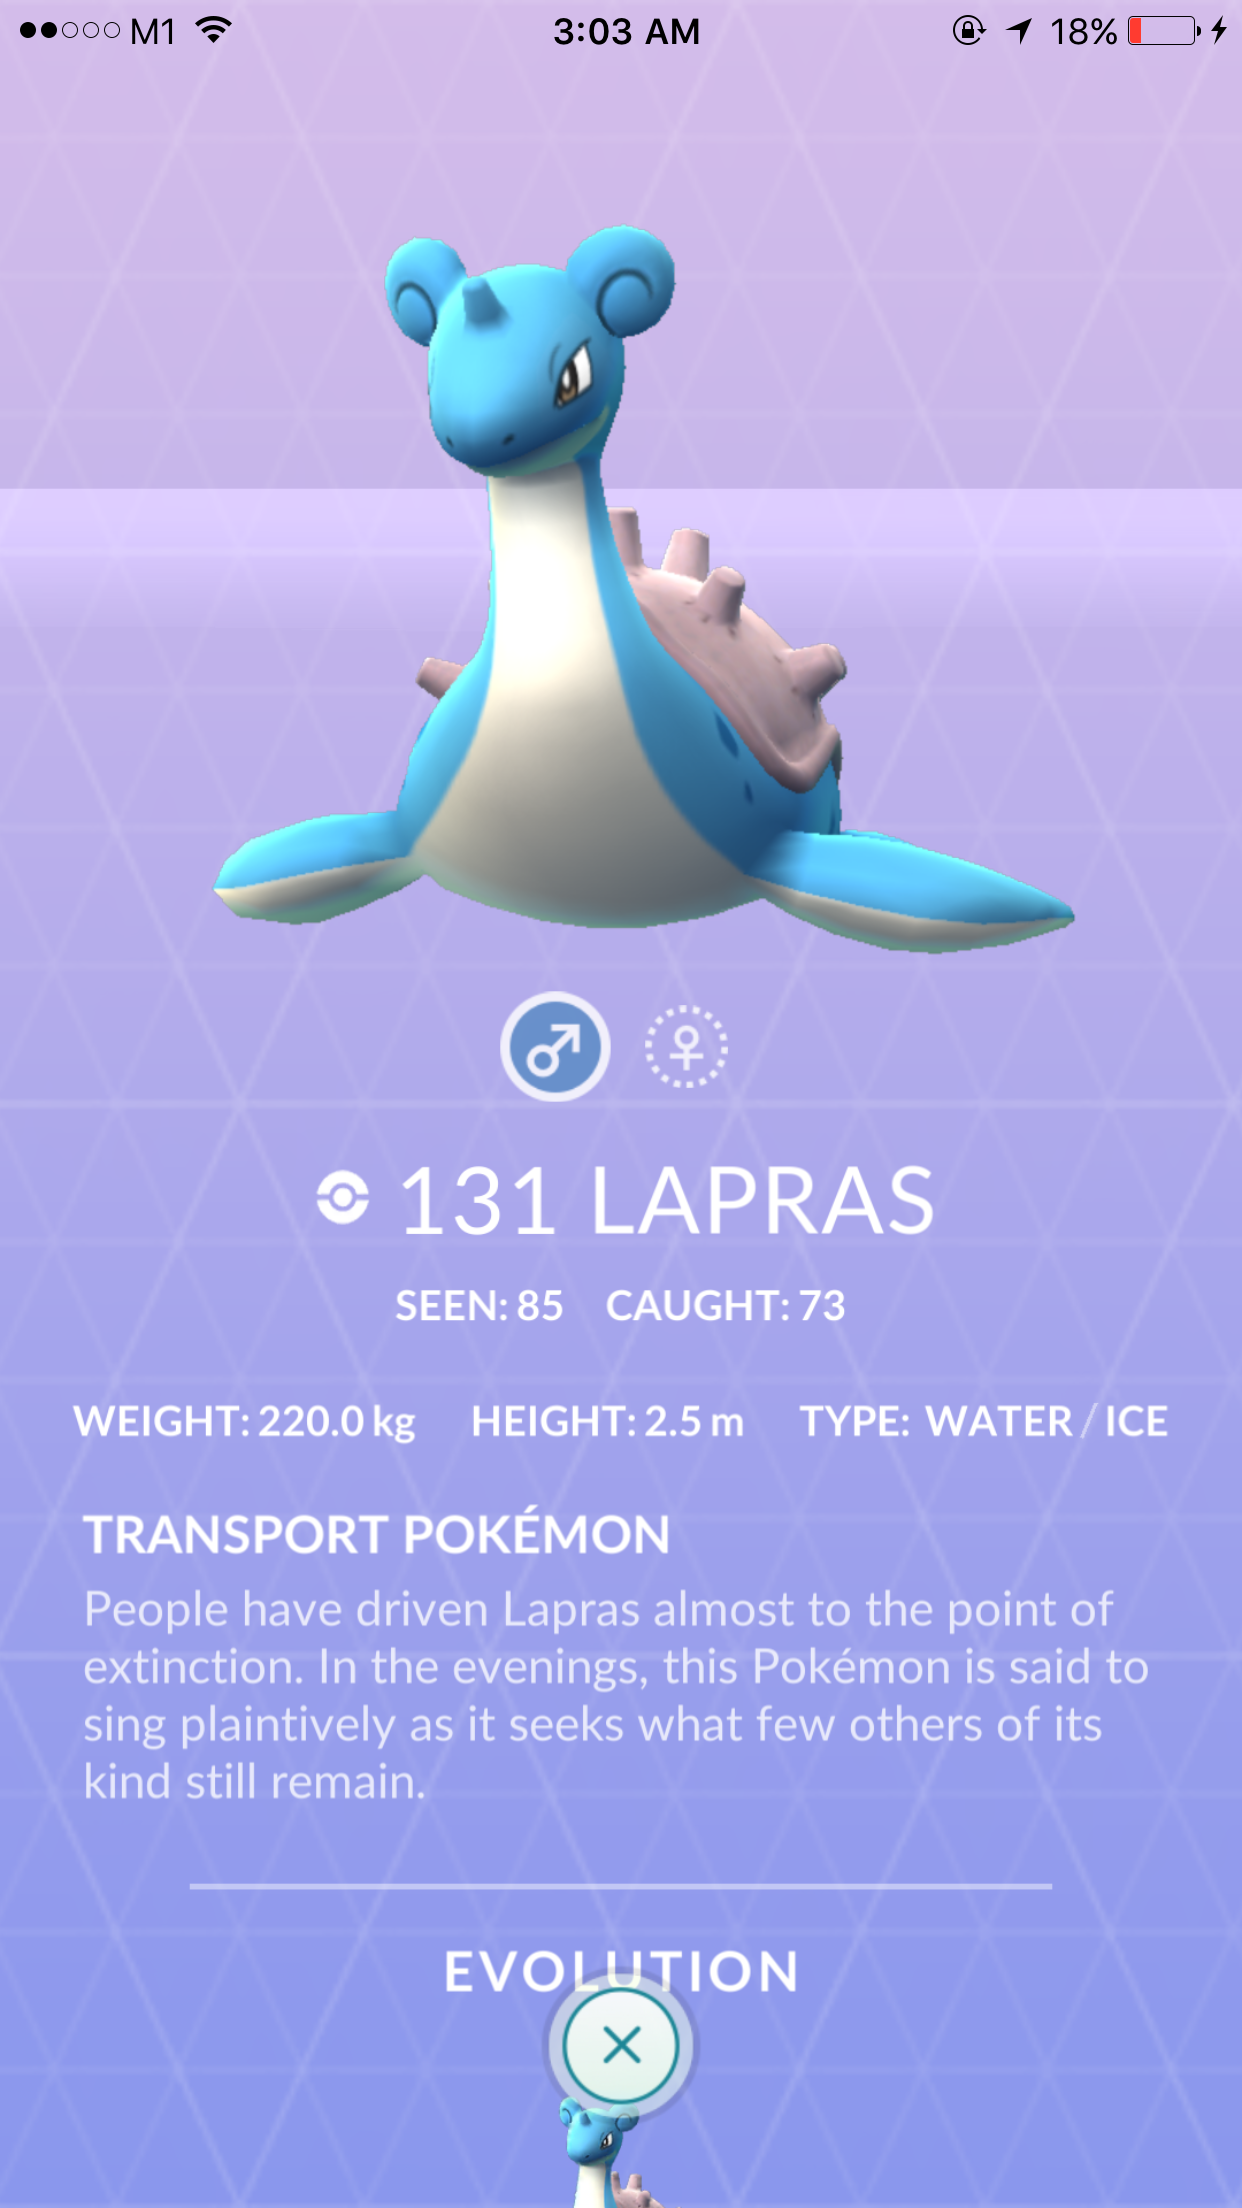 M1 3:03 AM 18%
131 LAPRAS
SEEN: 85 CAUGHT: 73
WEIGHT: 220.0 kg HEIGHT: 2.5 m TYPE: WATER / ICE
TRANSPORT POKÉMON
People have driven Lapras almost to the point of
extinction. In the evenings, this Pokémon is said to
sing plaintively as it seeks what few others of its
kind still remain.
EVOLUTION